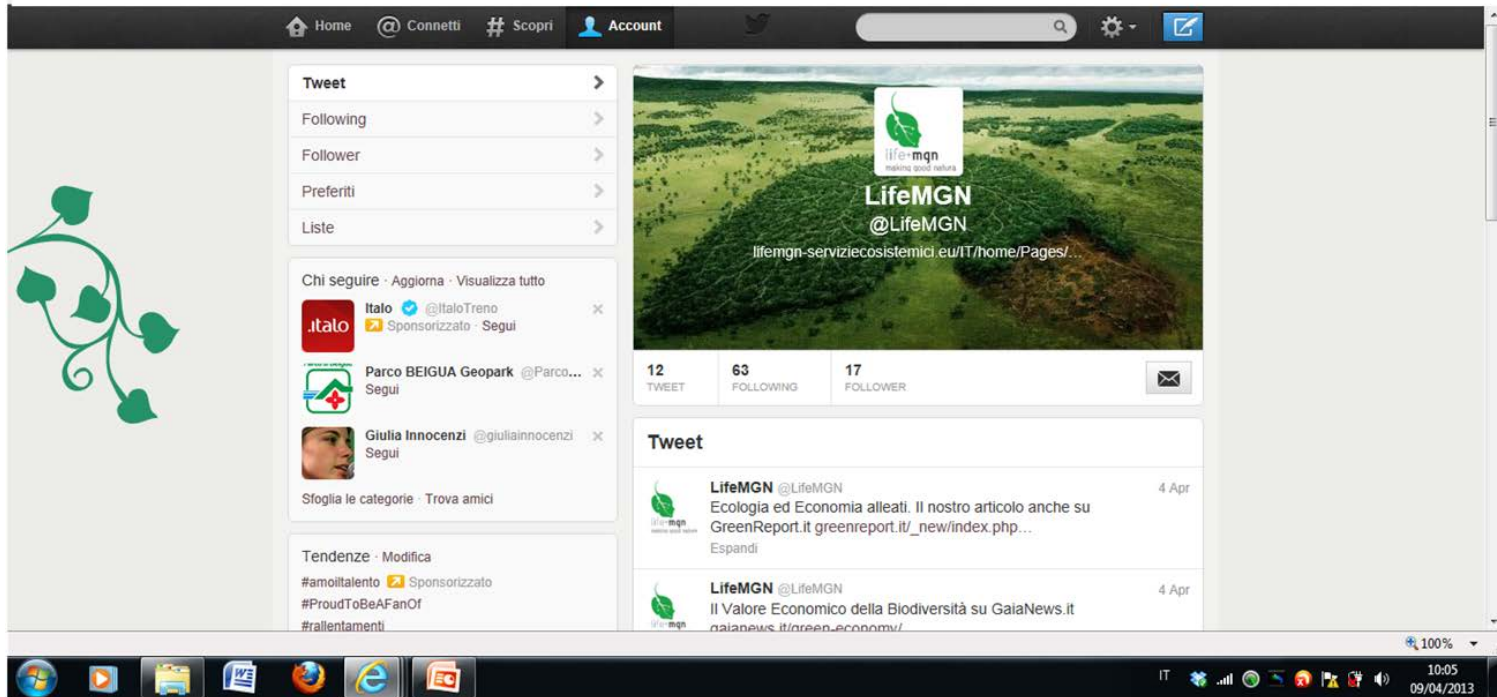 Home @ Connetti # Scopri Account
Tweet
Following
Follower
Preferiti
Liste
Chi seguire · Aggiorna · Visualizza tutto
.italo
Italo @ItaloTreno
Sponsorizzato · Segui
Parco BEIGUA Geopark @Parco...
Segui
Giulia Innocenzi @giuliainnocenzi
Segui
Sfoglia le categorie · Trova amici
Tendenze · Modifica
#amoiltalento Sponsorizzato
#ProudToBeAFanOf
#rallentamenti
life+mgn
making good natura
LifeMGN
@LifeMGN
lifemgn-serviziecosistemici.eu/IT/home/Pages/...
12 63 17
TWEET FOLLOWING FOLLOWER
Tweet
LifeMGN @LifeMGN 4 Apr
Ecologia ed Economia alleati. Il nostro articolo anche su
GreenReport.it greenreport.it/_new/index.php...
Espandi
life+mgn
LifeMGN @LifeMGN 4 Apr
Il Valore Economico della Biodiversità su GaiaNews.it
gaianews.it/green-economy/
life+mgn
100%
IT 10:05
09/04/2013